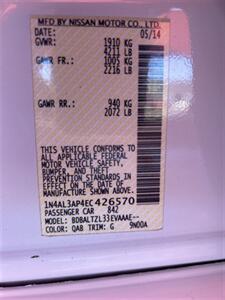 MFD BY NISSAN MOTOR CO., LTD.
DATE 05/14
GVWR: 1910 KG
4211 LB
GAWR FR.: 1005 KG
2216 LB
GAWR RR.: 940 KG
2072 LB
THIS VEHICLE CONFORMS
TO ALL APPLICABLE FEDERAL
MOTOR VEHICLE SAFETY,
BUMPER, AND THEFT
PREVENTION STANDARDS IN
EFFECT ON THE DATE OF
MANUFACTURE SHOWN ABOVE.
1N4AL3AP4EC426570
PASSENGER CAR 842
MODEL: BDBALTZL33EVAAAE--
COLOR: QAB TRIM: G 9N00A